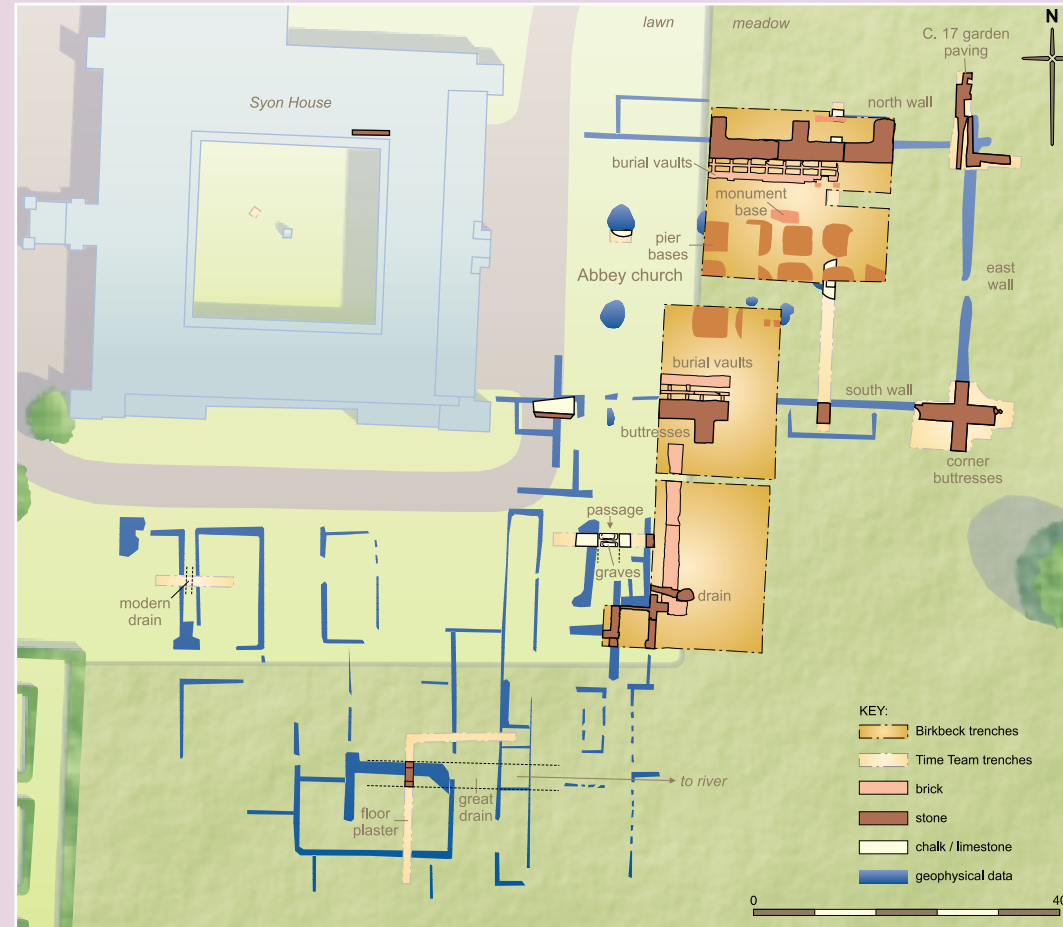 lawn
meadow
N
C. 17 garden
paving
Syon House
north wall
burial vaults
monument
base
pier
bases
Abbey church
east
wall
burial vaults
south wall
buttresses
corner
buttresses
passage
graves
drain
modern
drain
to river
great
drain
floor
plaster
KEY:
Birkbeck trenches
Time Team trenches
brick
stone
chalk / limestone
geophysical data
0
40